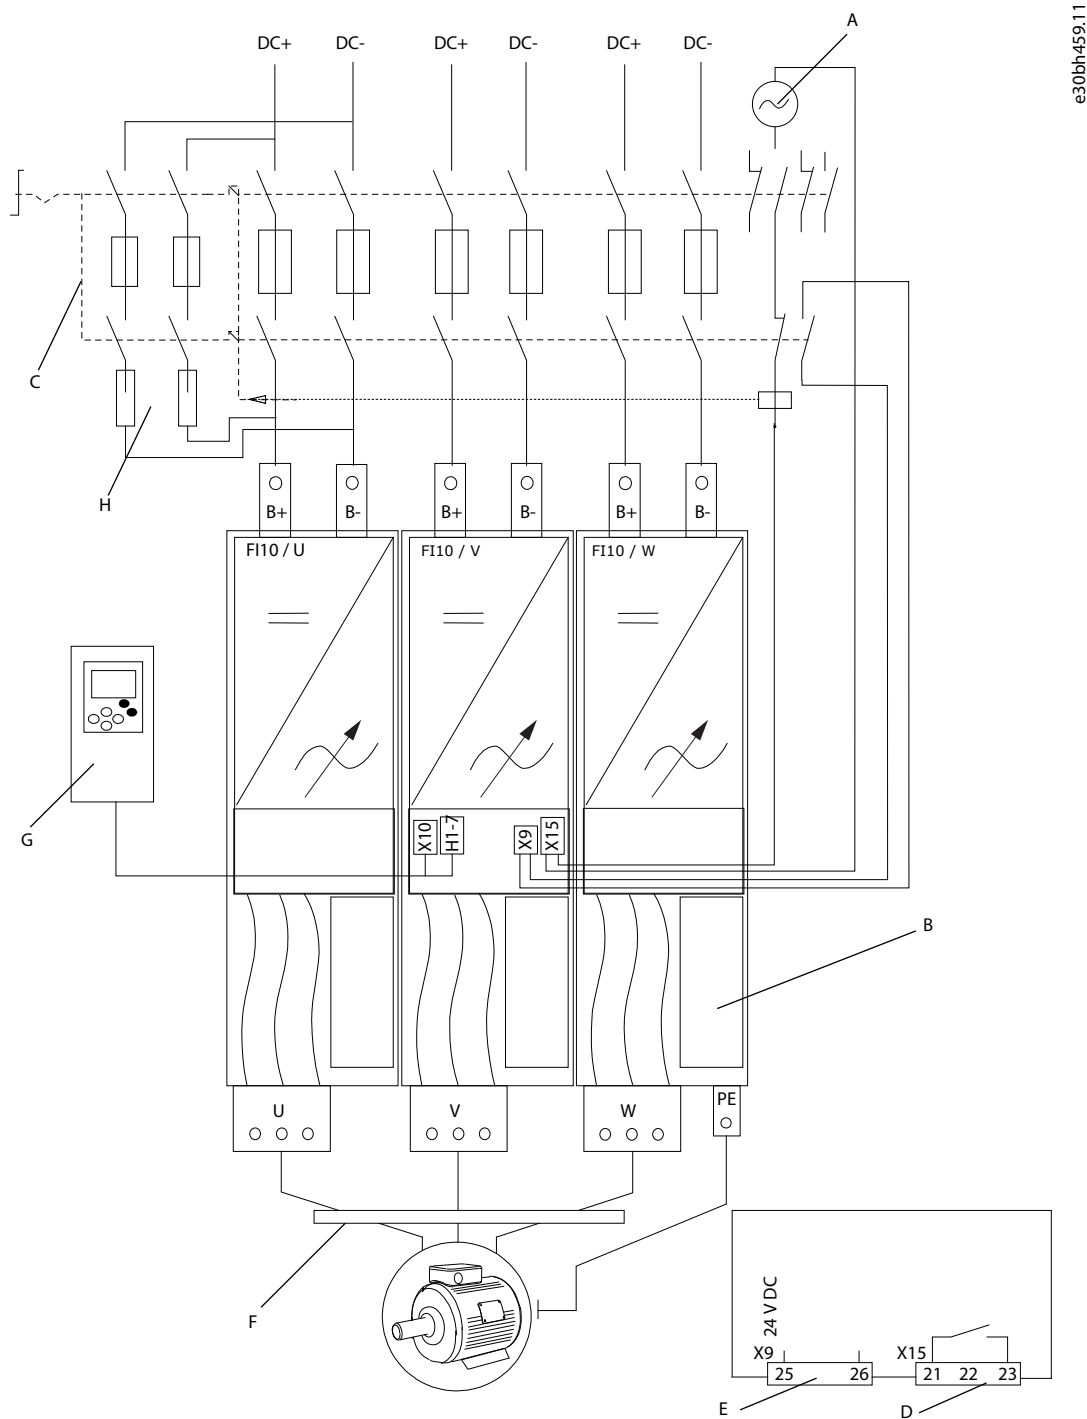 e30bh459.11
A
DC+ DC- DC+ DC- DC+ DC-
C
H
B+ B- B+ B- B+ B-
FI10 / U FI10 / V FI10 / W
G
X10 H1-7 X9 X15
B
U V W PE
F
24 V DC
X9 X15
25 26 21 22 23
E D